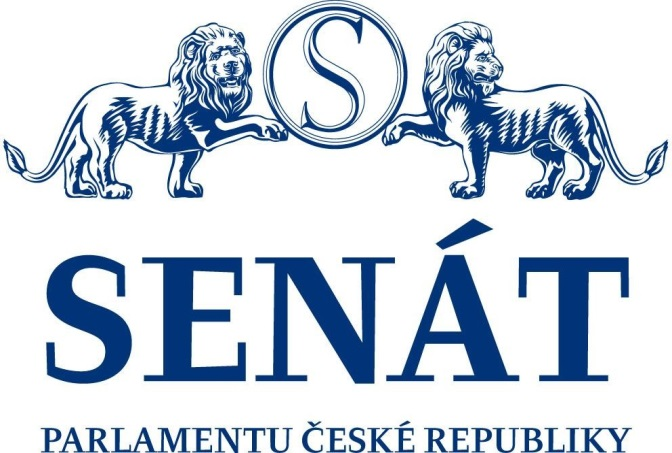 S
SENÁT
PARLAMENTU ČESKÉ REPUBLIKY